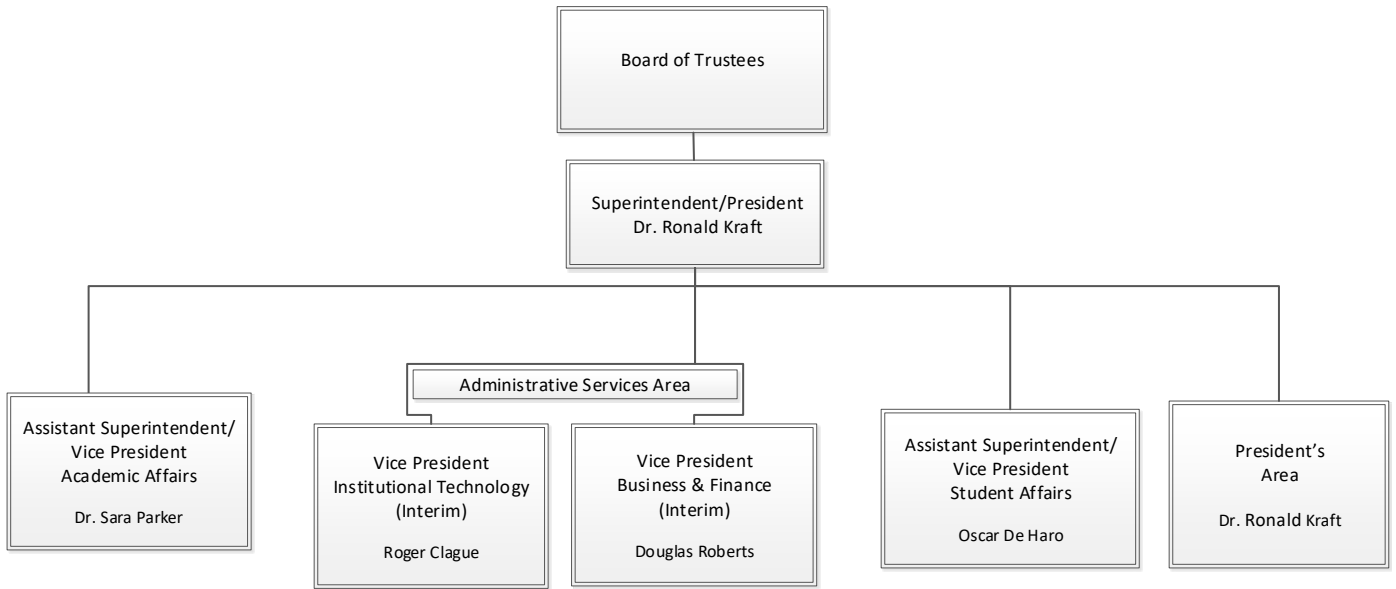 Board of Trustees
Superintendent/President
Dr. Ronald Kraft
Administrative Services Area
Assistant Superintendent/
Vice President
Academic Affairs
Dr. Sara Parker
Vice President
Institutional Technology
(Interim)
Roger Clague
Vice President
Business & Finance
(Interim)
Douglas Roberts
Assistant Superintendent/
Vice President
Student Affairs
Oscar De Haro
President’s
Area
Dr. Ronald Kraft